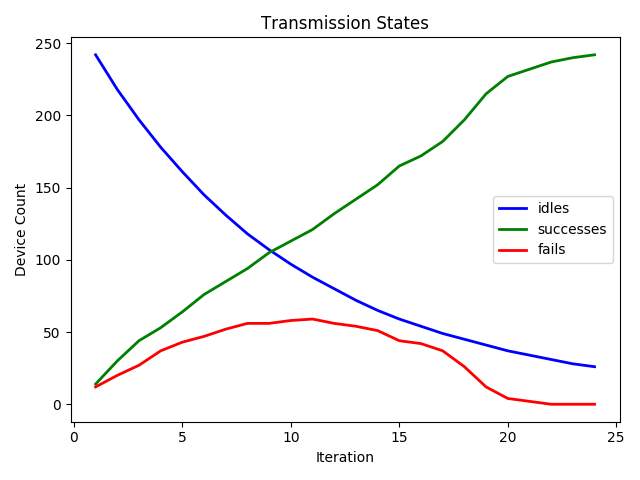 Transmission States
250
200
150
100
50
0
Device Count
idles
successes
fails
0 5 10 15 20 25
Iteration